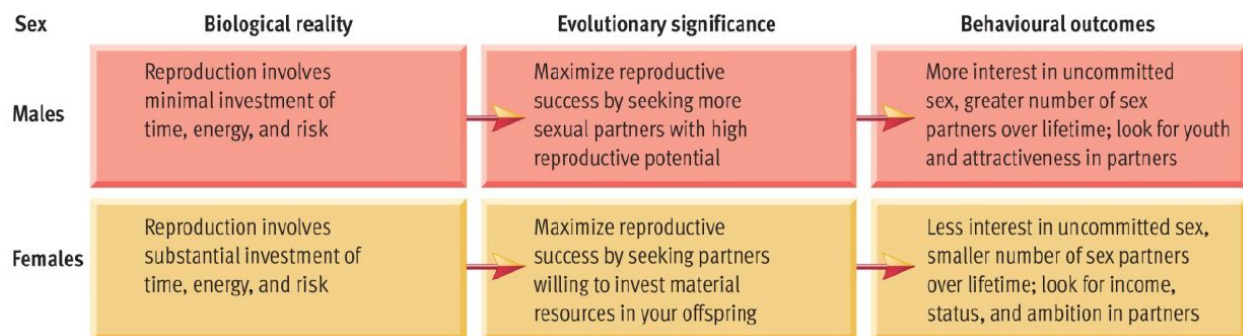 Sex Biological reality Evolutionary significance Behavioural outcomes
Males
Reproduction involves
minimal investment of
time, energy, and risk
Maximize reproductive
success by seeking more
sexual partners with high
reproductive potential
More interest in uncommitted
sex, greater number of sex
partners over lifetime; look for youth
and attractiveness in partners
Females
Reproduction involves
substantial investment of
time, energy, and risk
Maximize reproductive
success by seeking partners
willing to invest material
resources in your offspring
Less interest in uncommitted sex,
smaller number of sex partners
over lifetime; look for income,
status, and ambition in partners